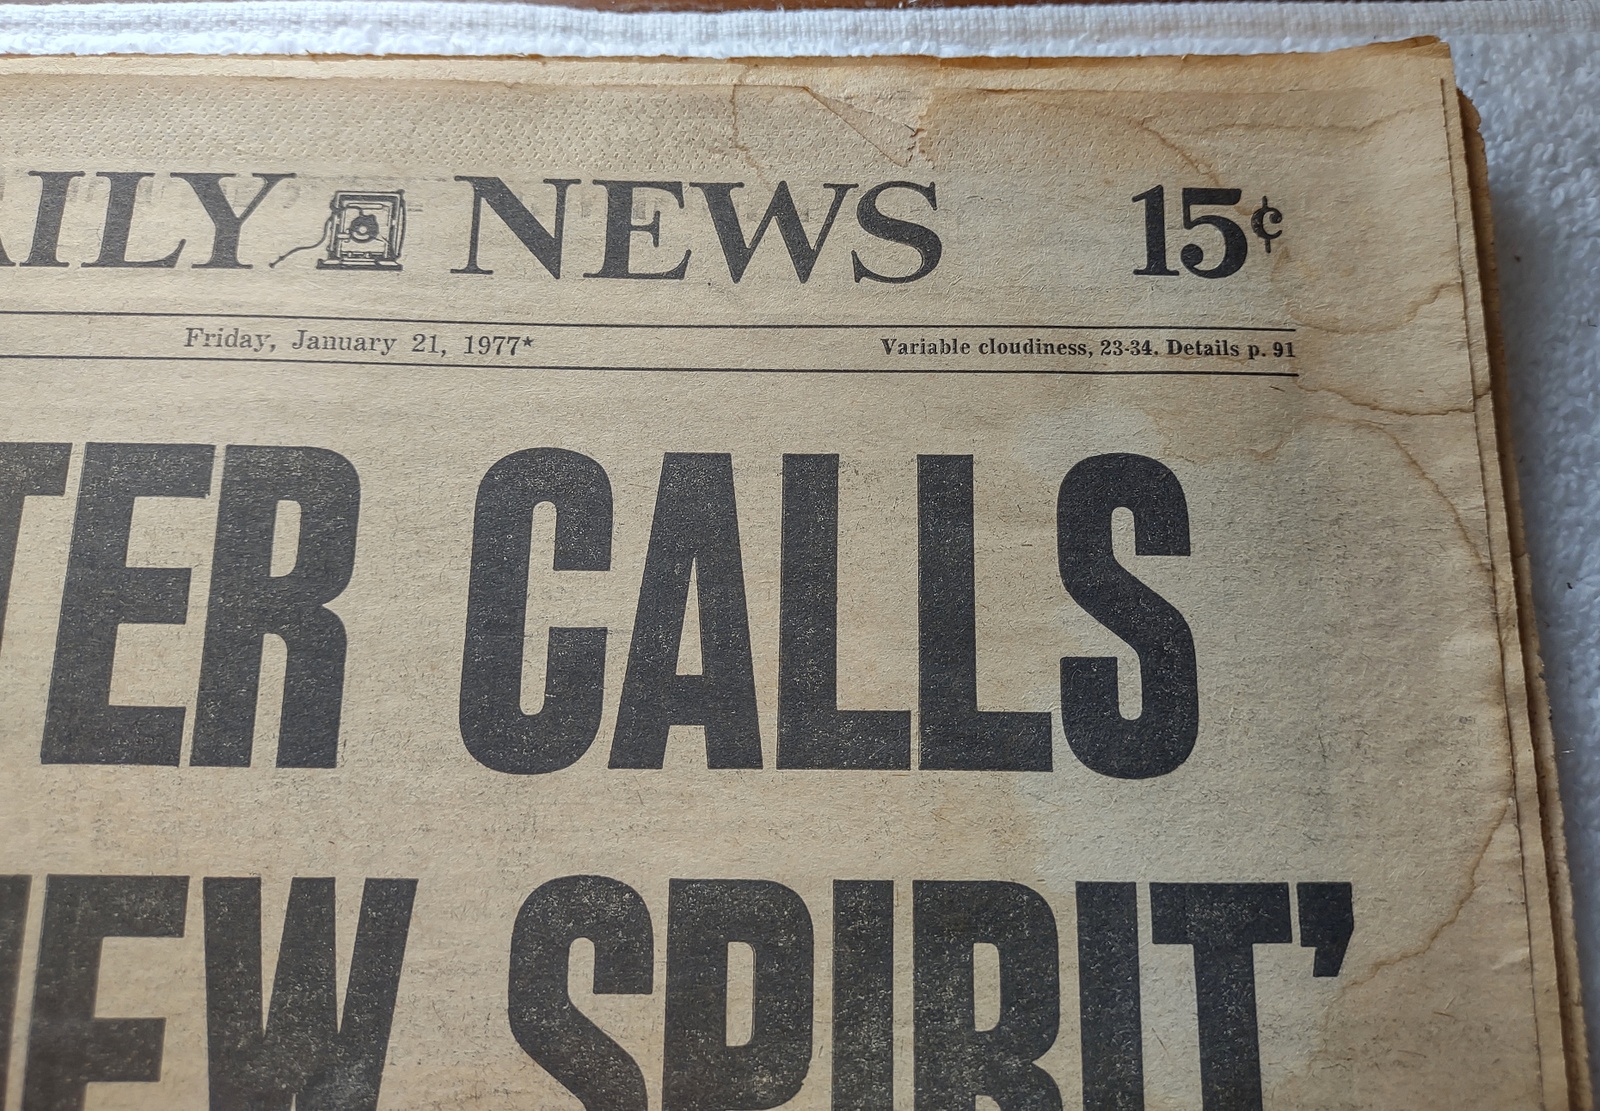 AILY NEWS 15¢
Friday, January 21, 1977* Variable cloudiness, 23-34. Details p. 91
TER CALLS
EW SPIRIT'